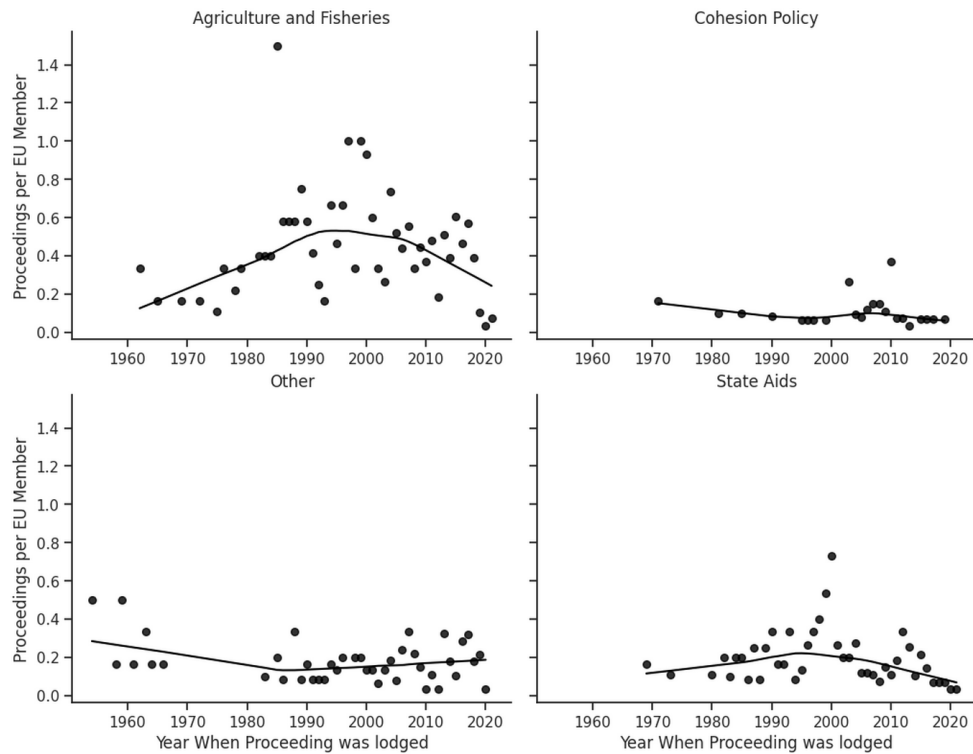 Agriculture and Fisheries
Cohesion Policy
Proceedings per EU Member
1.4
1.2
1.0
0.8
0.6
0.4
0.2
0.0
1960 1970 1980 1990 2000 2010 2020
1960 1970 1980 1990 2000 2010 2020
Other
State Aids
Proceedings per EU Member
1.4
1.2
1.0
0.8
0.6
0.4
0.2
0.0
1960 1970 1980 1990 2000 2010 2020
1960 1970 1980 1990 2000 2010 2020
Year When Proceeding was lodged
Year When Proceeding was lodged